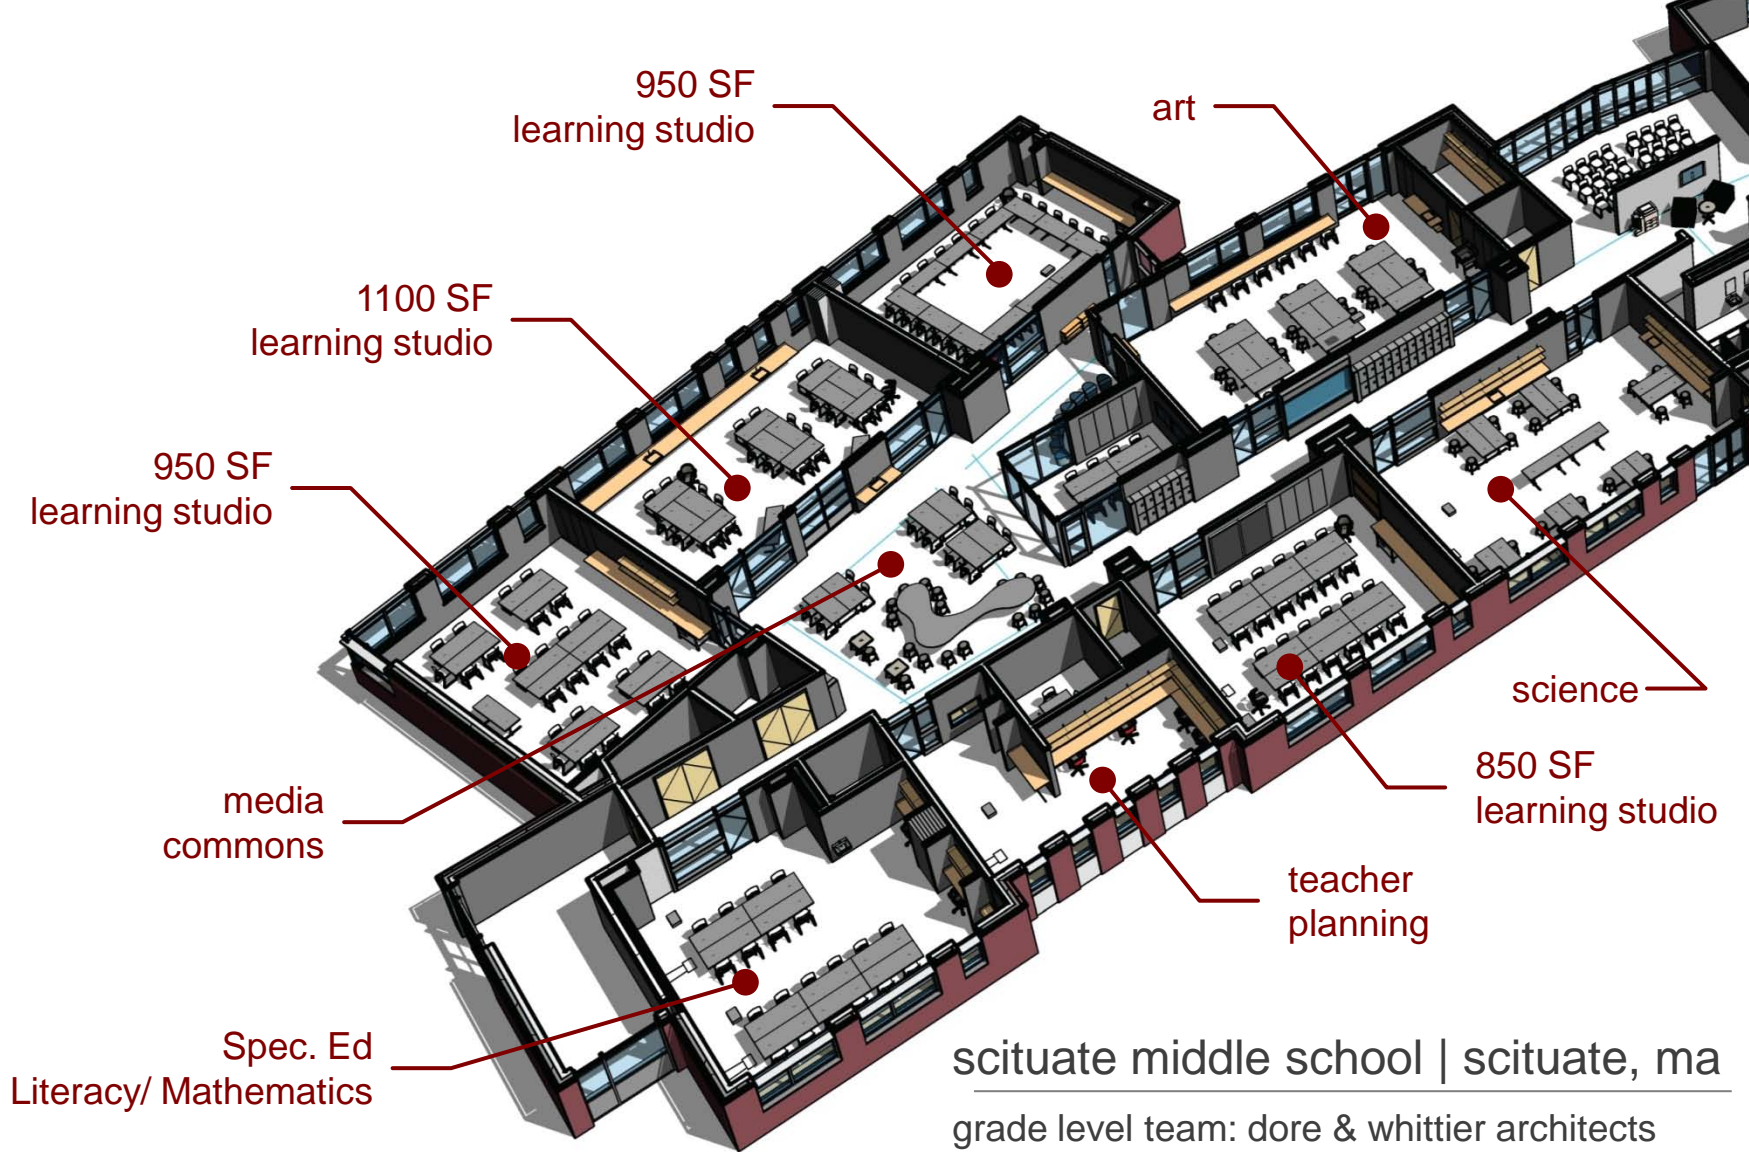 950 SF
learning studio
art
1100 SF
learning studio
950 SF
learning studio
science
850 SF
learning studio
media
commons
teacher
planning
Spec. Ed
Literacy/ Mathematics
scituate middle school | scituate, ma
grade level team: dore & whittier architects